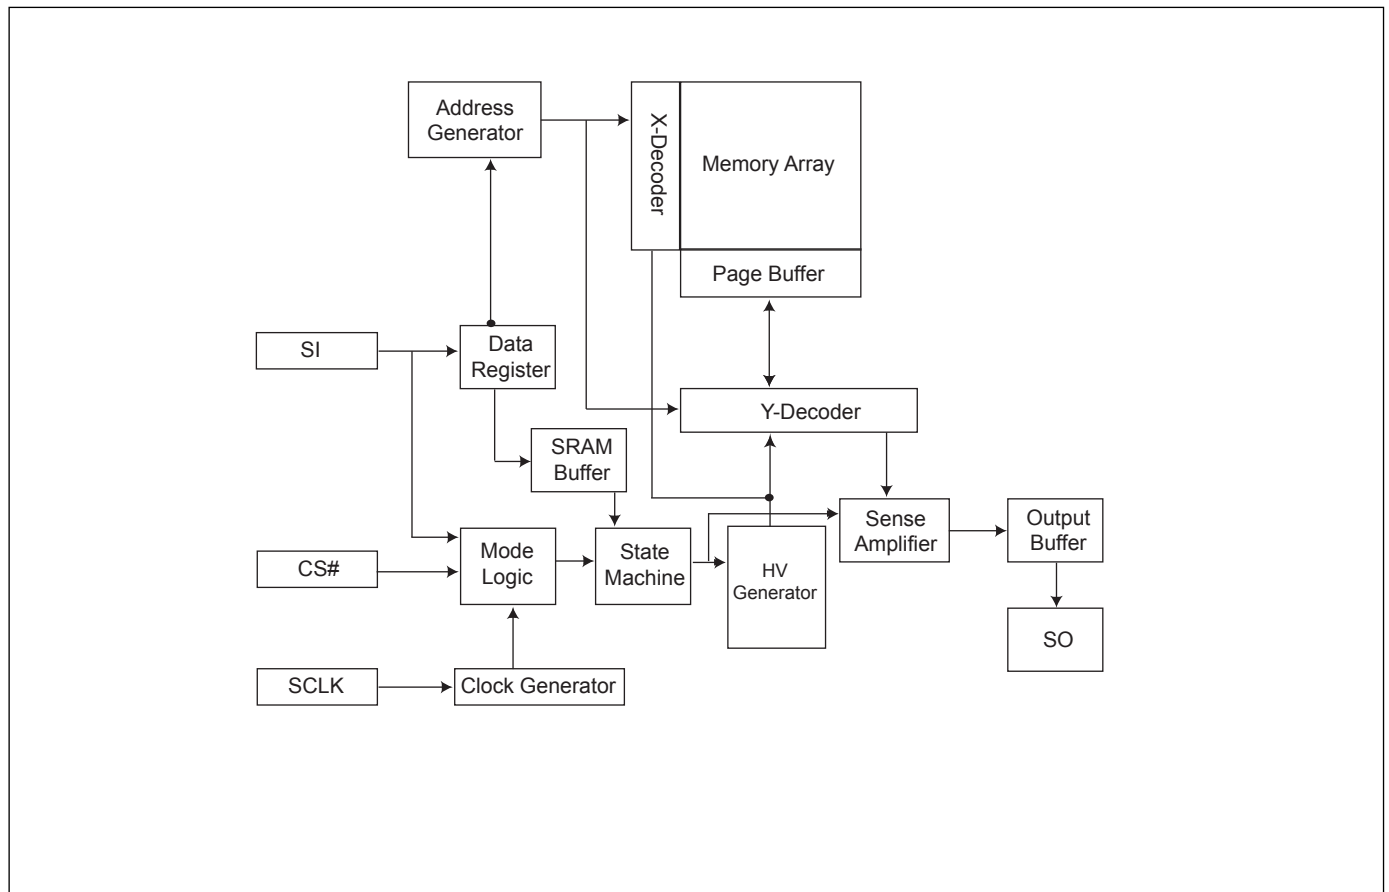 Address
Generator
X-Decoder
Memory Array
Page Buffer
SI
Data
Register
Y-Decoder
SRAM
Buffer
Sense
Amplifier
Output
Buffer
CS#
Mode
Logic
State
Machine
HV
Generator
SO
SCLK
Clock Generator